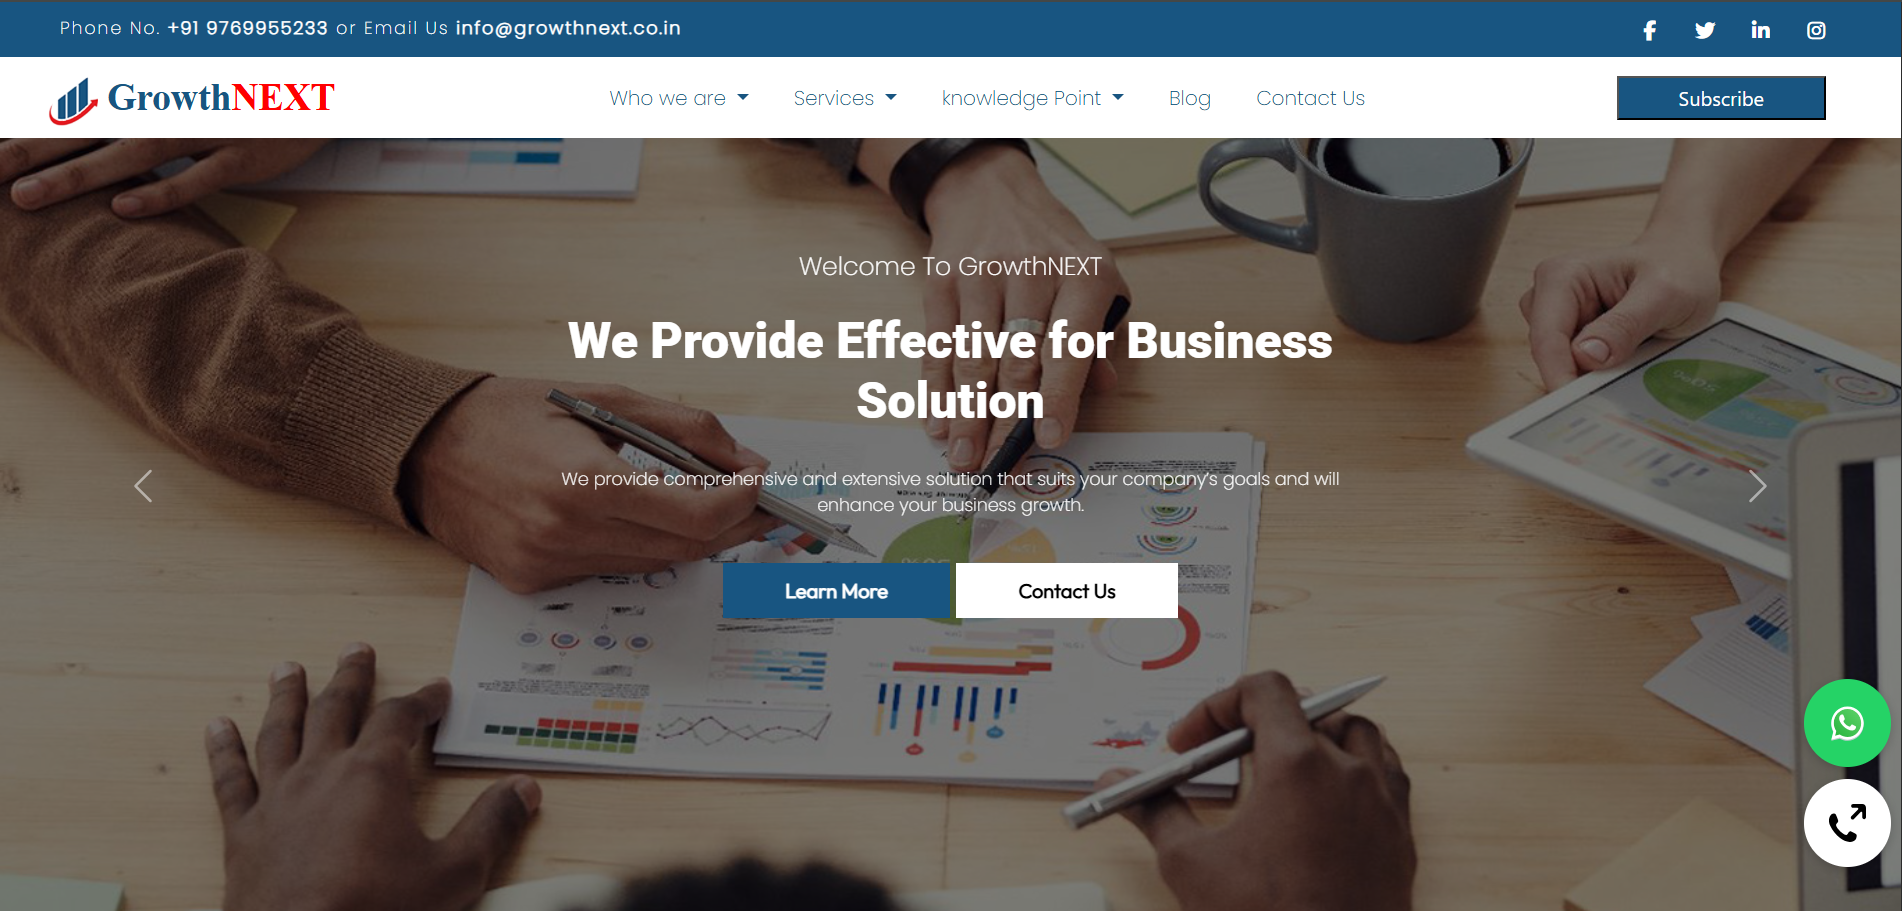 Phone No. +91 9769955233 or Email Us info@growthnext.co.in
GrowthNEXT
Who we are
Services
knowledge Point
Blog
Contact Us
Subscribe
Welcome To GrowthNEXT
We Provide Effective for Business
Solution
We provide comprehensive and extensive solution that suits your company's goals and will
enhance your business growth.
Learn More
Contact Us